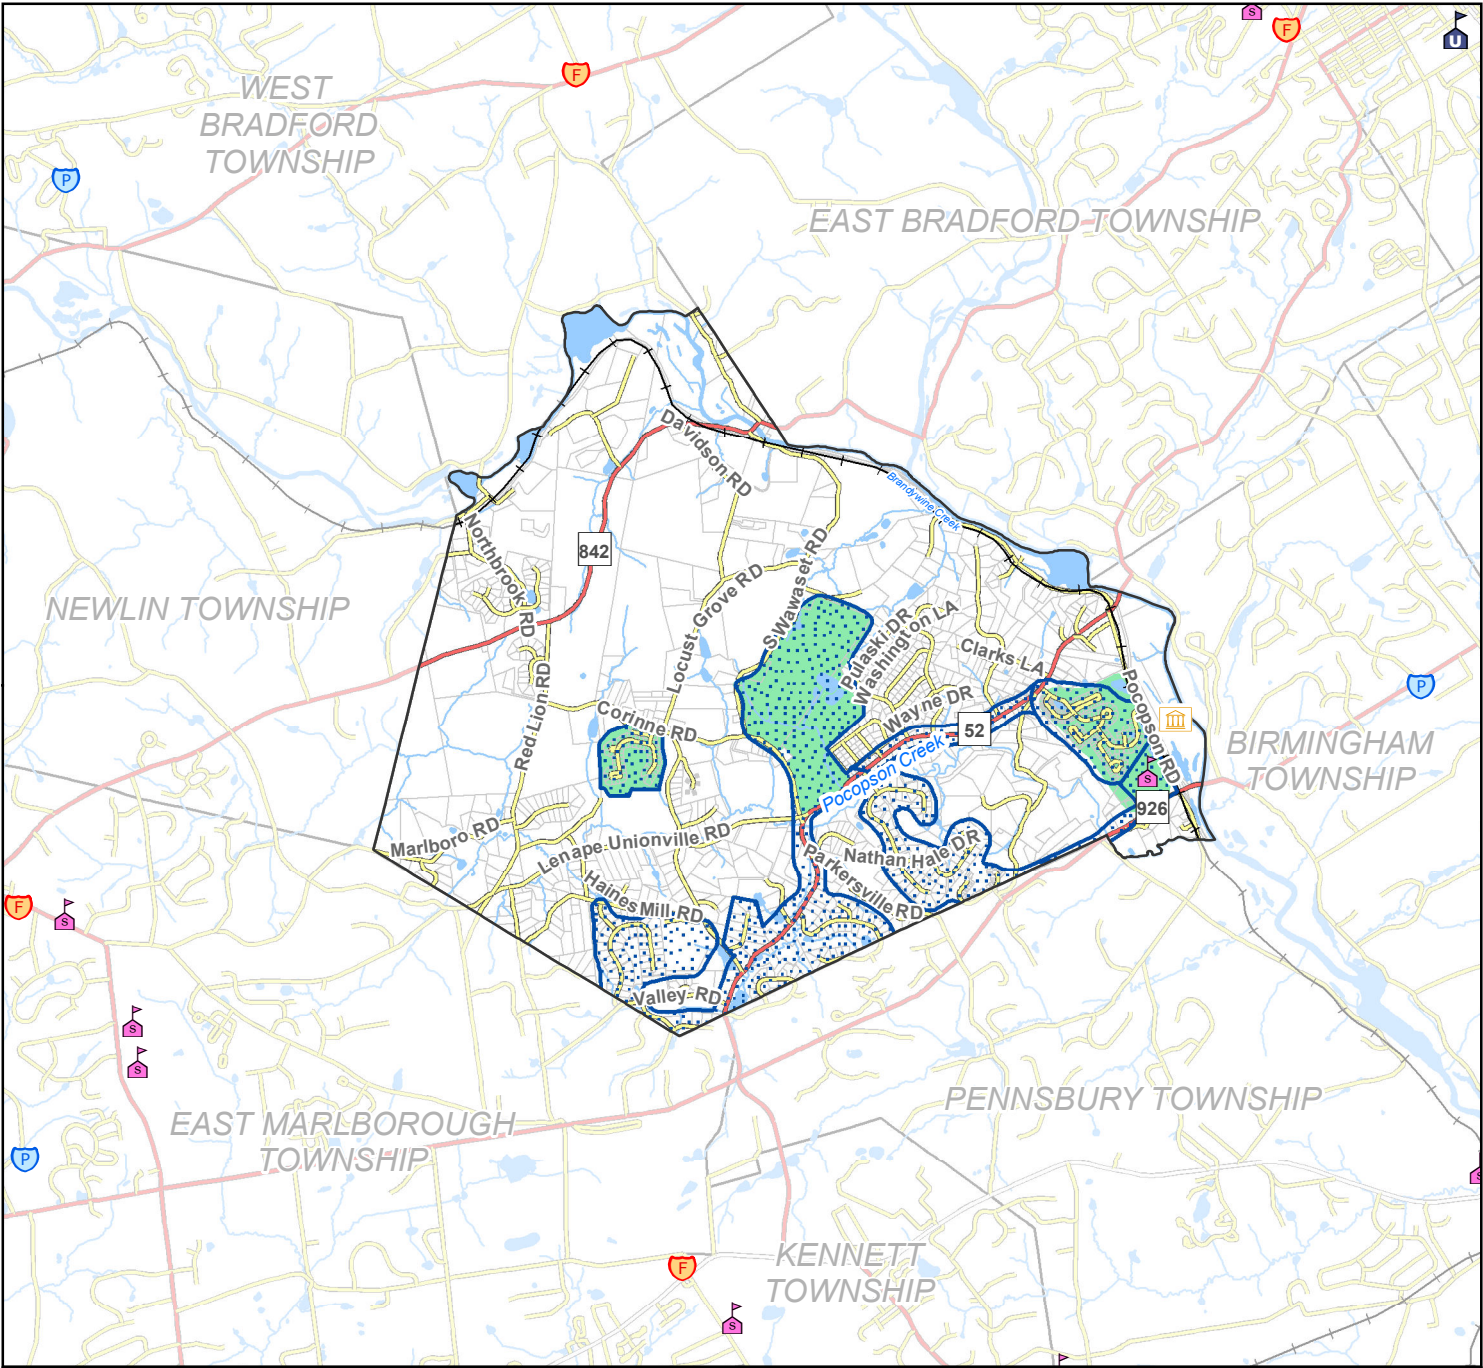 S
F
U
WEST
BRADFORD
TOWNSHIP
F
P
EAST BRADFORD TOWNSHIP
Davidson RD
Brandywine Creek
Northbrook RD
842
S Wawaset RD
Locust Grove RD
NEWLIN TOWNSHIP
Pulaski DR
Washington LA
Clarks LA
Red Lion RD
Corinne RD
Wayne DR
52
Pocopson RD
P
BIRMINGHAM
TOWNSHIP
Pocopson Creek
S
926
Marlboro RD
Lenape Unionville RD
Nathan Hale DR
Parkersville RD
Haines Mill RD
F
S
Valley RD
S
S
PENNSBURY TOWNSHIP
EAST MARLBOROUGH
TOWNSHIP
P
S
KENNETT
TOWNSHIP
F
S